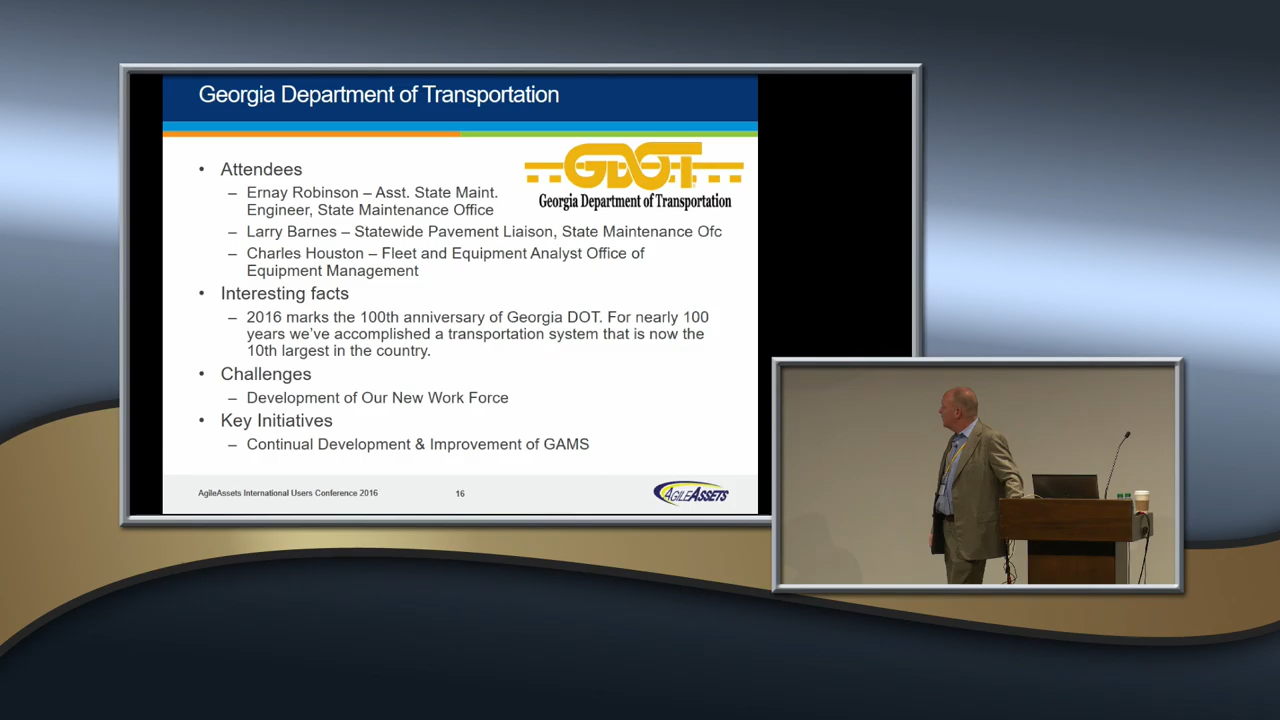 Georgia Department of Transportation
GDOT
Georgia Department of Transportation
• Attendees
– Ernay Robinson – Asst. State Maint.
Engineer, State Maintenance Office
– Larry Barnes – Statewide Pavement Liaison, State Maintenance Ofc
– Charles Houston – Fleet and Equipment Analyst Office of
Equipment Management
• Interesting facts
– 2016 marks the 100th anniversary of Georgia DOT. For nearly 100
years we've accomplished a transportation system that is now the
10th largest in the country.
• Challenges
– Development of Our New Work Force
• Key Initiatives
– Continual Development & Improvement of GAMS
AgileAssets International Users Conference 2016
16
AGILEASSETS